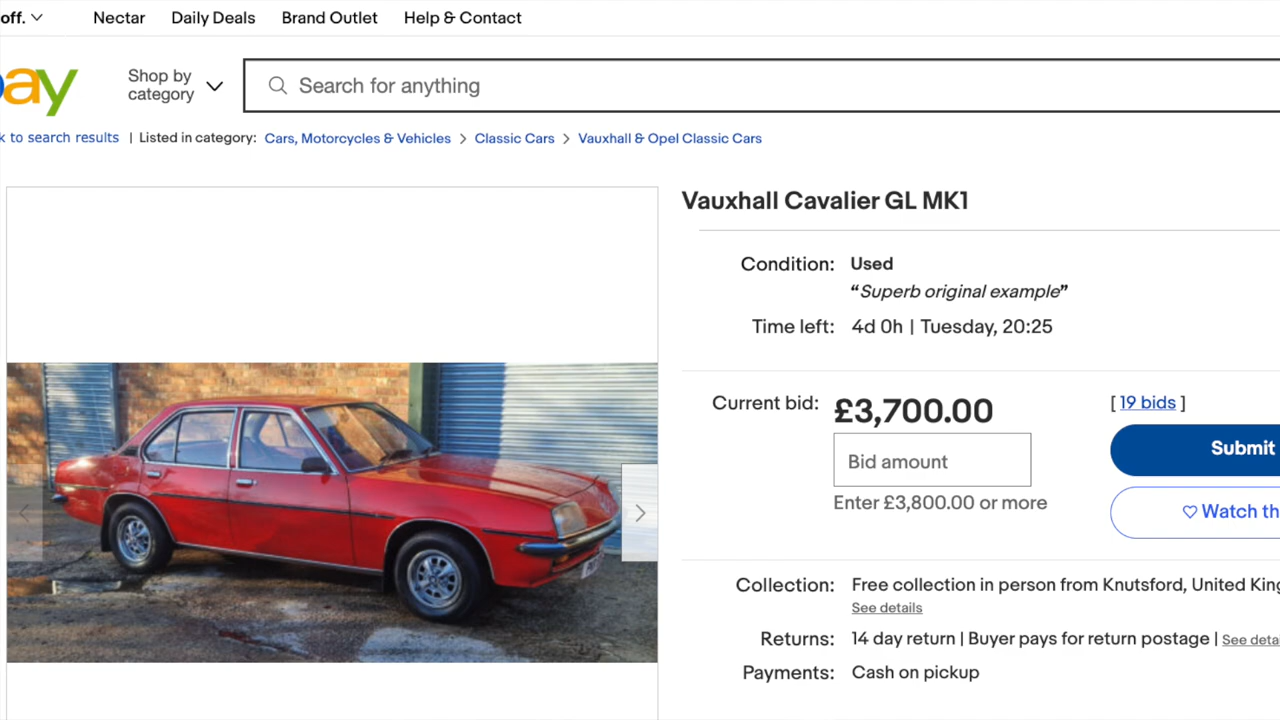 off.
Nectar
Daily Deals
Brand Outlet
Help & Contact
ay
Shop by
category
Search for anything
k to search results | Listed in category: Cars, Motorcycles & Vehicles > Classic Cars > Vauxhall & Opel Classic Cars
Vauxhall Cavalier GL MK1
Condition: Used
“Superb original example”
Time left: 4d 0h | Tuesday, 20:25
Current bid: £3,700.00
[ 19 bids ]
Bid amount
Submit
Enter £3,800.00 or more
Watch th
Collection: Free collection in person from Knutsford, United King
See details
Returns: 14 day return | Buyer pays for return postage | See deta
Payments: Cash on pickup